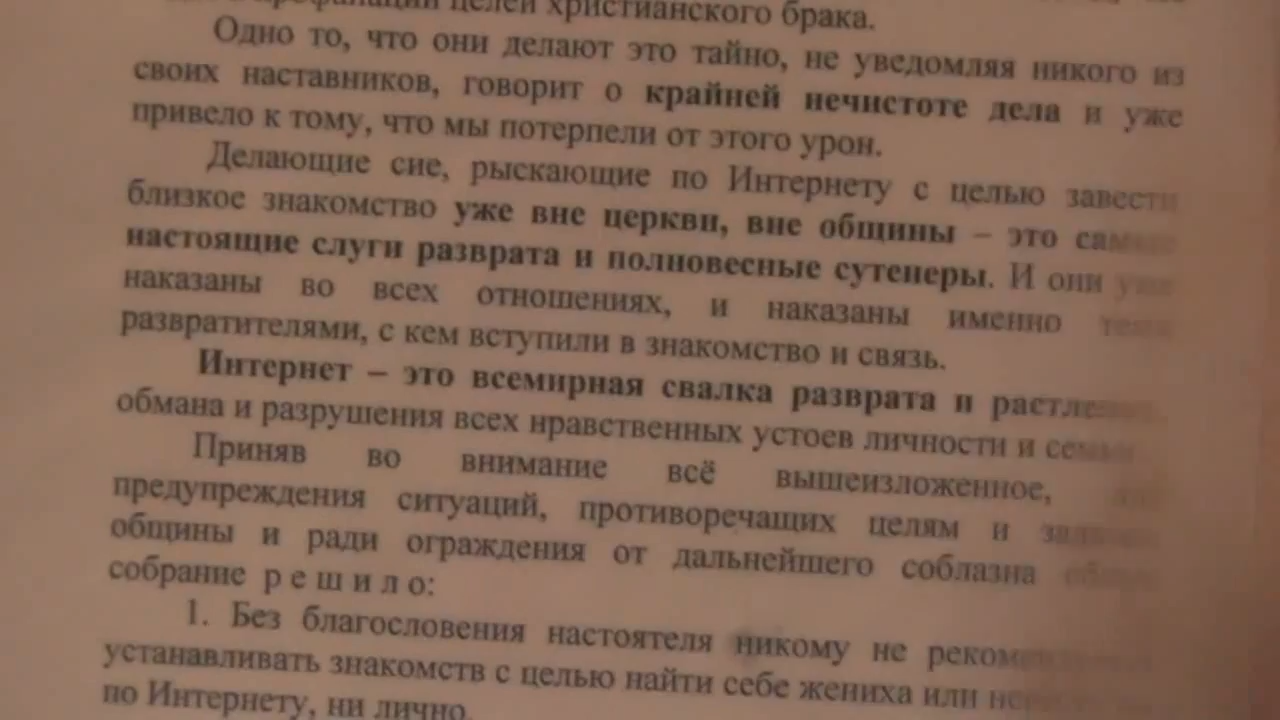 целей христианского брака.
Одно то, что они делают это тайно, не уведомляя никого из
своих наставников, говорит о крайней нечистоте дела и уже
привело к тому, что мы потерпели от этого урон.
Делающие сие, рыскающие по Интернету с целью завести
близкое знакомство уже вне церкви, вне общины – это
настоящие слуги разврата и полновесные сутенеры. И они уже
наказаны во всех отношениях, и наказаны именно теми
развратителями, с кем вступили в знакомство и связь.
Интернет – это всемирная свалка разврата и
обмана и разрушения всех нравственных устоев личности и
Приняв во внимание всё вышеизложенное,
предупреждения ситуаций, противоречащих целям и
общины и ради ограждения от дальнейшего соблазна
собрание р е ш и л о:
1. Без благословения настоятеля никому не
устанавливать знакомств с целью найти себе жениха или
по Интернету, ни лично.